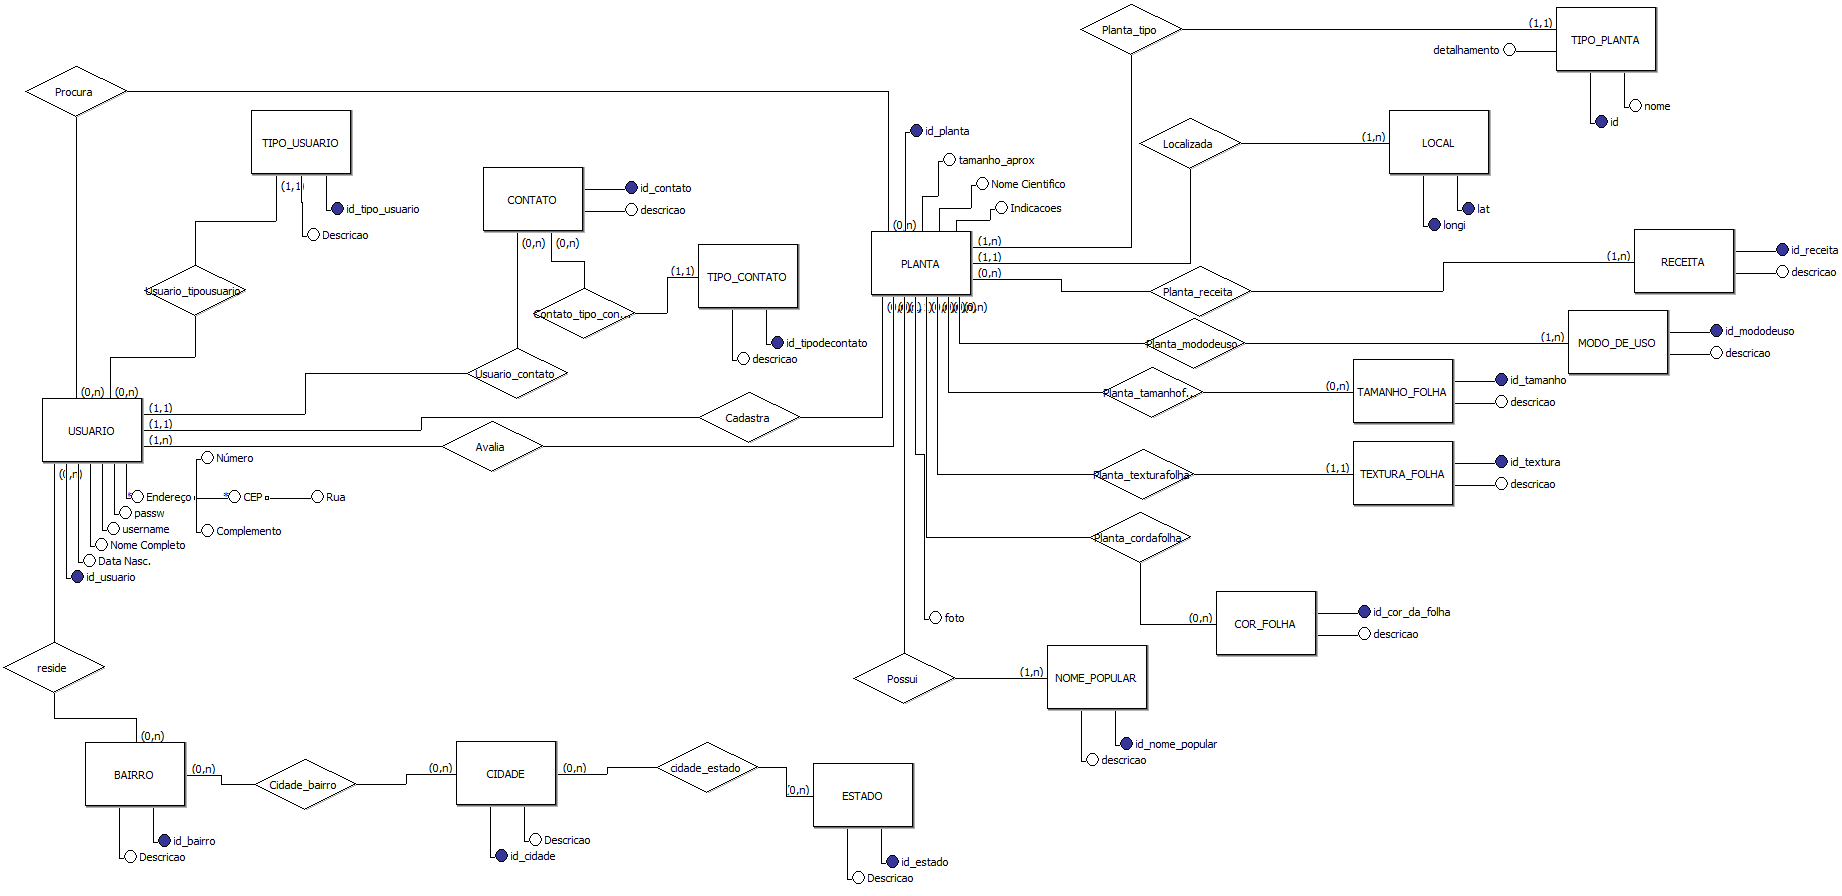 Planta_tipo
(1,1)
TIPO_PLANTA
detalhamento
nome
id
Procura
TIPO_USUARIO
(1,1)
id_tipo_usuario
Descricao
CONTATO
id_contato
descricao
(0,n)
(0,n)
id_planta
tamanho_aprox
Nome Cientifico
Indicacoes
(0,n)
PLANTA
(1,n)
(1,1)
(0,n)
Localizada
(1,n)
LOCAL
lat
longi
TIPO_CONTATO
(1,1)
id_tipodecontato
descricao
Contato_tipo_con...
Usuario_tipousuario
Usuario_contato
Planta_receita
(1,n)
RECEITA
id_receita
descricao
(0,n)
Planta_mododeuso
(1,n)
MODO_DE_USO
id_mododeuso
descricao
Planta_tamanhof...
(0,n)
TAMANHO_FOLHA
id_tamanho
descricao
(0,n)
(0,n)
USUARIO
(1,1)
(1,1)
(1,n)
(0,n)
Cadastra
Avalia
Número
Endereço
CEP
Rua
Complemento
passw
username
Nome Completo
Data Nasc.
id_usuario
Planta_texturafolha
(1,1)
TEXTURA_FOLHA
id_textura
descricao
Planta_cordafolha
(0,n)
COR_FOLHA
id_cor_da_folha
descricao
foto
reside
Possui
(1,n)
NOME_POPULAR
id_nome_popular
descricao
(0,n)
BAIRRO
(0,n)
id_bairro
Descricao
Cidade_bairro
(0,n)
CIDADE
(0,n)
Descricao
id_cidade
cidade_estado
(0,n)
ESTADO
id_estado
Descricao